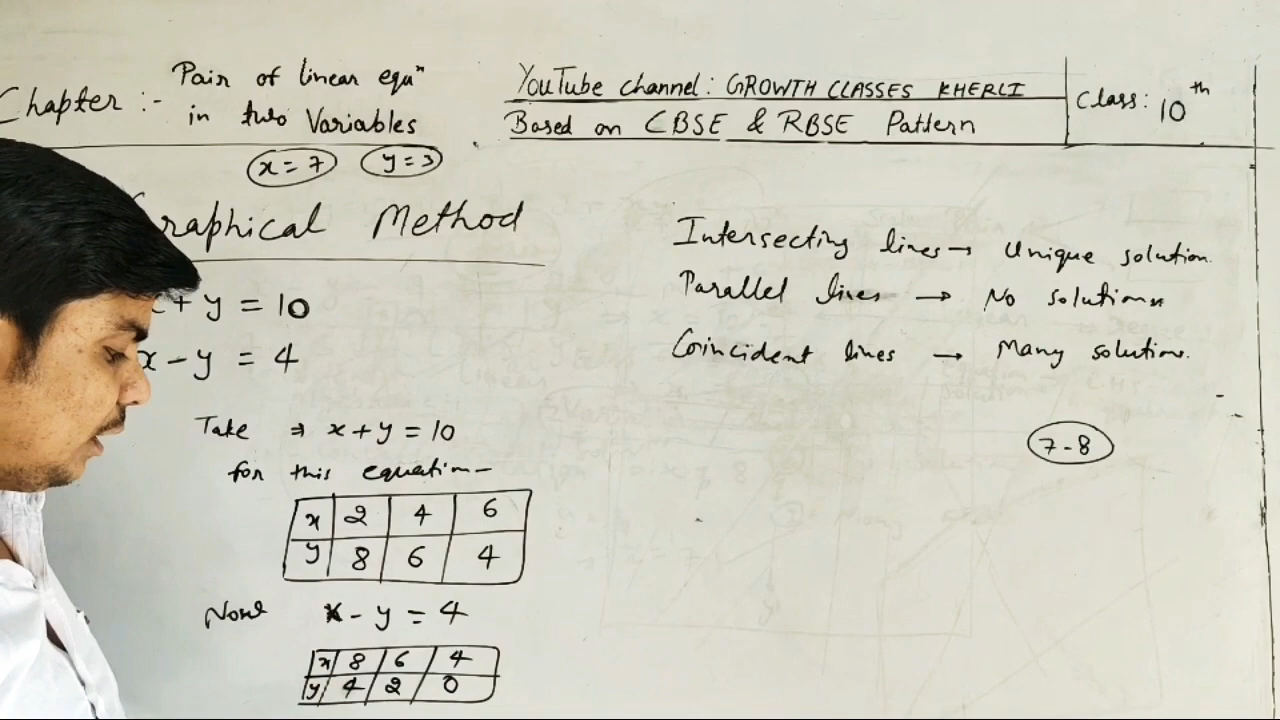 Chapter :- Pair of linear equⁿ
in two Variables
YouTube channel: GROWTH CLASSES KHERLI
Based on CBSE & RBSE Pattern
Class: 10th
x = 7 y = 3
raphical Method
+ y = 10
x - y = 4
Take ⇒ x + y = 10
for this equation -
x 2 4 6
y 8 6 4
x - y = 4
x 8 6 4
y 4 2 0
Intersecting lines → Unique solution.
Parallel lines → No solution
Coincident lines → Many solution.
7-8